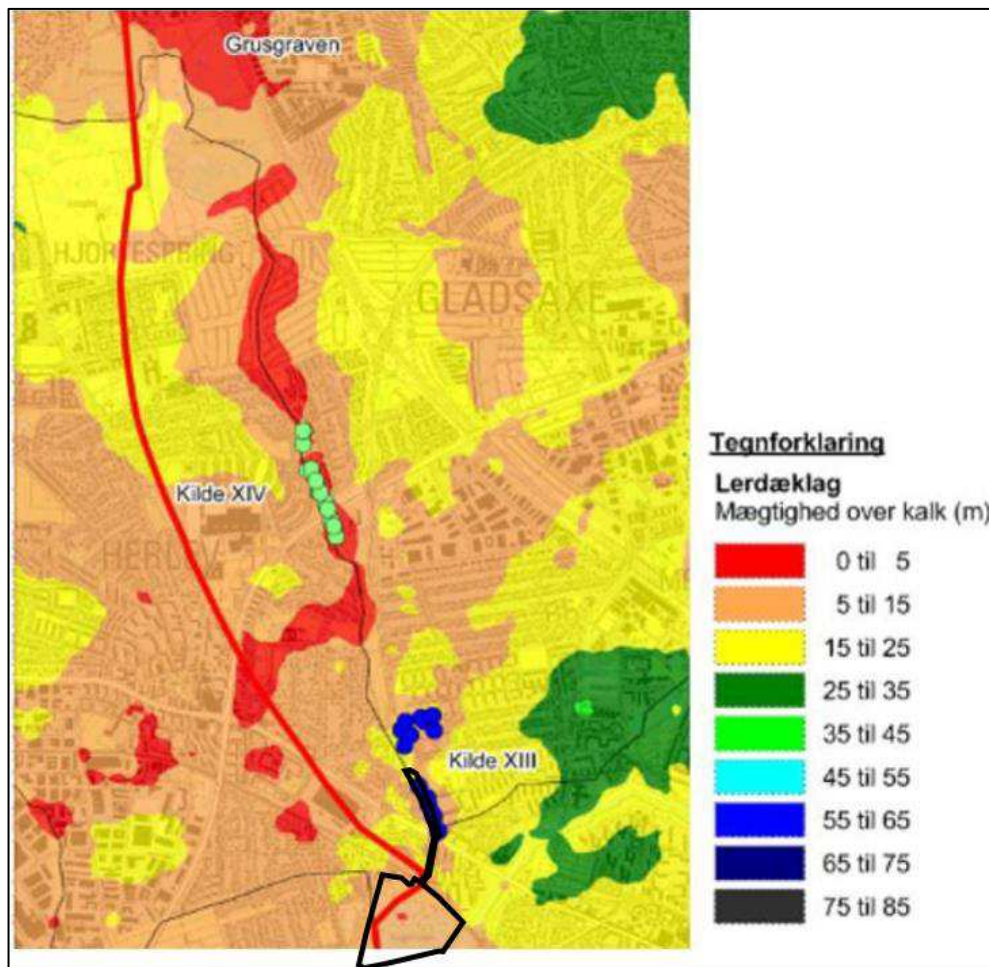 Grusgraven
HJORTESPRING
GLADSAXE
Kilde XIV
HERLEV
Kilde XIII
Tegnforklaring
Lerdæklag
Mægtighed over kalk (m)
0 til 5
5 til 15
15 til 25
25 til 35
35 til 45
45 til 55
55 til 65
65 til 75
75 til 85